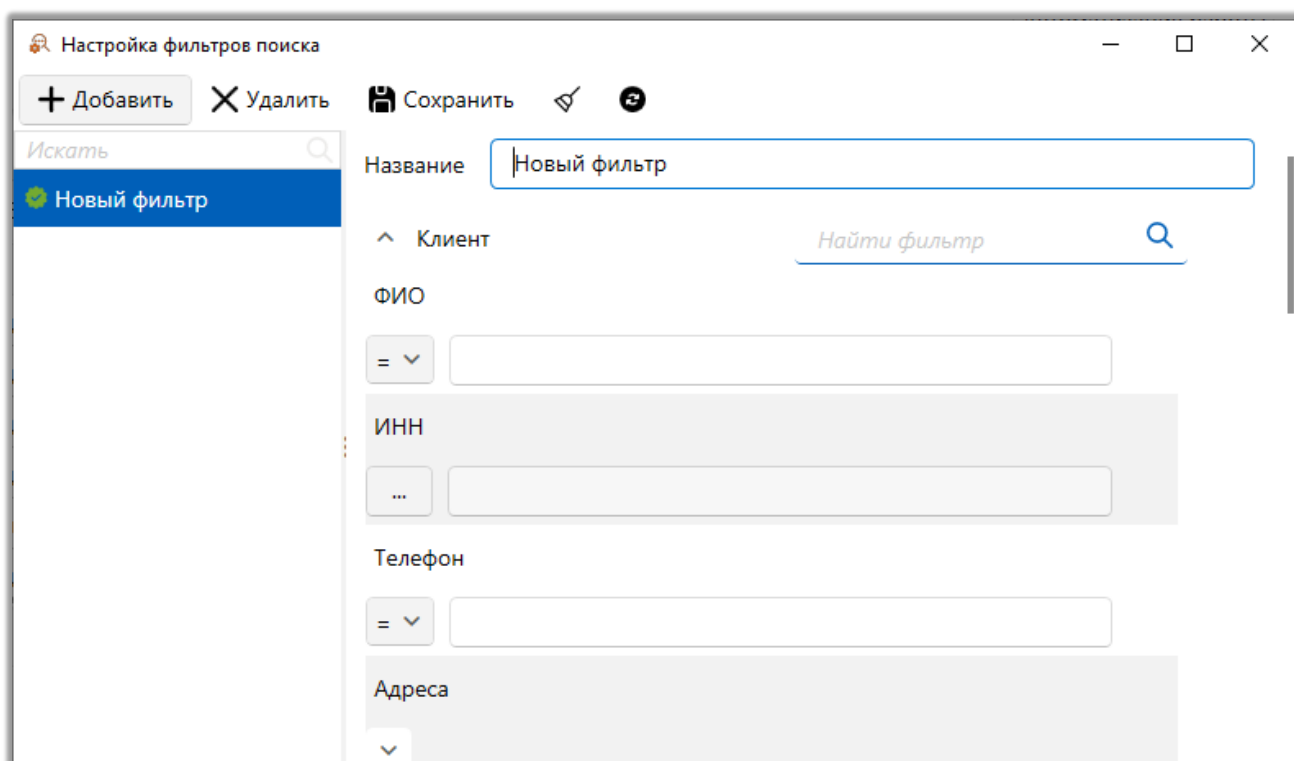 Настройка фильтров поиска
Добавить Удалить Сохранить
Искать
Название Новый фильтр
Новый фильтр
Клиент Найти фильтр
ФИО
=
ИНН
...
Телефон
=
Адреса